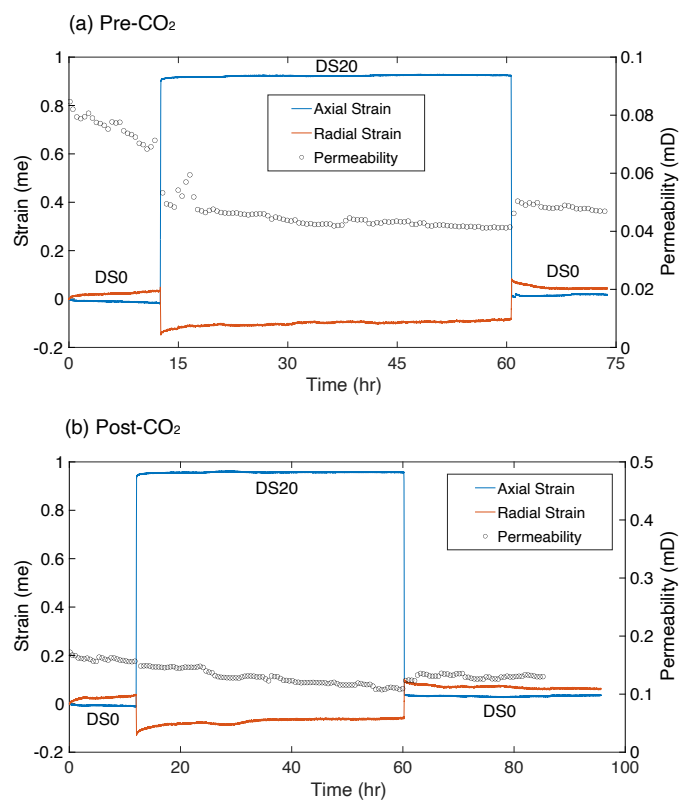 (a) Pre-CO₂
1
0.8
0.6
0.4
0.2
0
-0.2
Strain (me)
0.1
0.08
0.06
0.04
0.02
0
Permeability (mD)
DS20
Axial Strain
Radial Strain
Permeability
DS0
DS0
0 15 30 45 60 75
Time (hr)
(b) Post-CO₂
1
0.8
0.6
0.4
0.2
0
-0.2
Strain (me)
0.5
0.4
0.3
0.2
0.1
0
Permeability (mD)
DS20
Axial Strain
Radial Strain
Permeability
DS0
DS0
0 20 40 60 80 100
Time (hr)